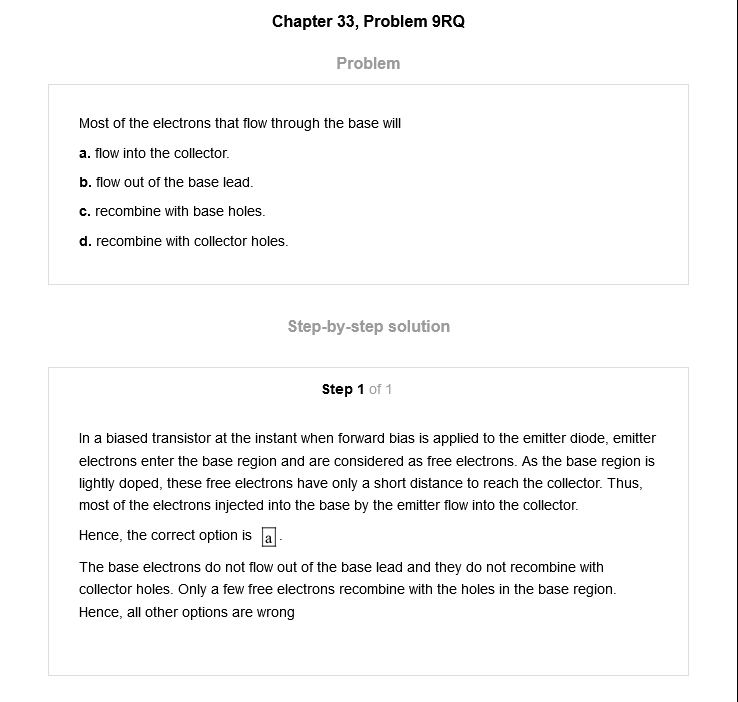 Chapter 33, Problem 9RQ
Problem
Most of the electrons that flow through the base will
a. flow into the collector.
b. flow out of the base lead.
c. recombine with base holes.
d. recombine with collector holes.
Step-by-step solution
Step 1 of 1
In a biased transistor at the instant when forward bias is applied to the emitter diode, emitter
electrons enter the base region and are considered as free electrons. As the base region is
lightly doped, these free electrons have only a short distance to reach the collector. Thus,
most of the electrons injected into the base by the emitter flow into the collector.
Hence, the correct option is a .
The base electrons do not flow out of the base lead and they do not recombine with
collector holes. Only a few free electrons recombine with the holes in the base region.
Hence, all other options are wrong